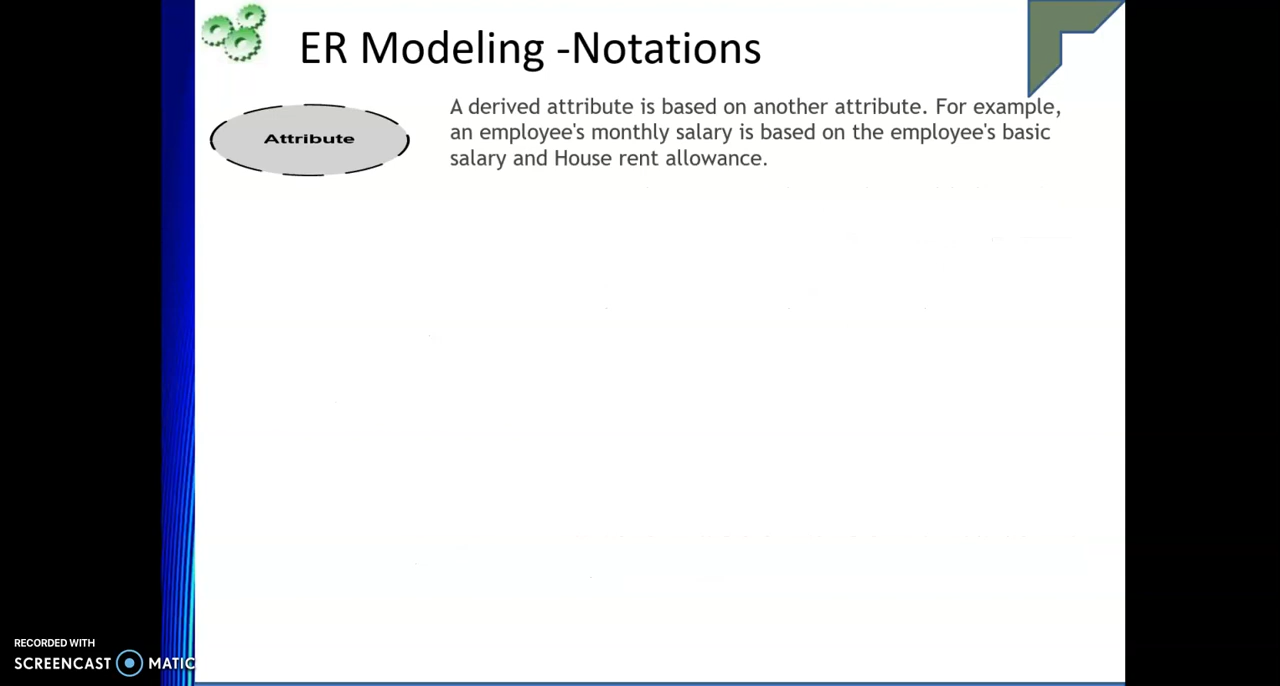 ER Modeling -Notations
Attribute
A derived attribute is based on another attribute. For example,
an employee's monthly salary is based on the employee's basic
salary and House rent allowance.
RECORDED WITH
SCREENCAST MATIC